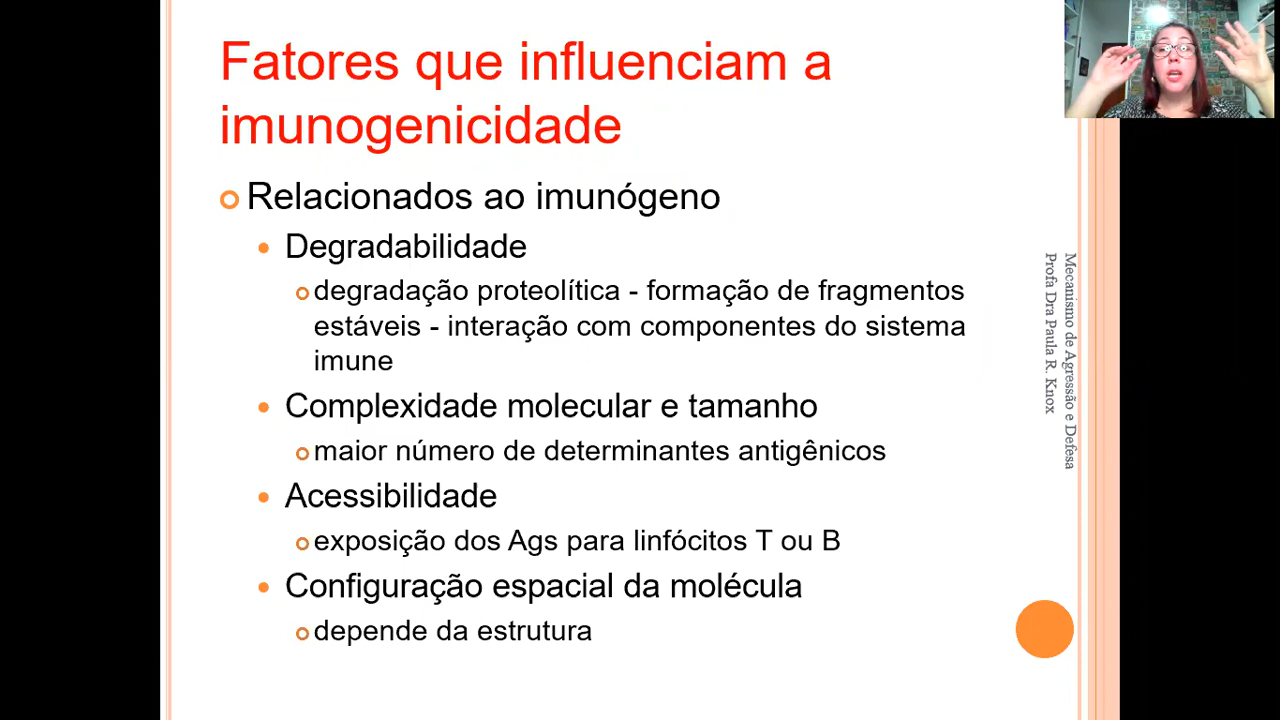 Fatores que influenciam a
imunogenicidade
Relacionados ao imunógeno
Degradabilidade
degradação proteolítica - formação de fragmentos
estáveis - interação com componentes do sistema
imune
Complexidade molecular e tamanho
maior número de determinantes antigênicos
Acessibilidade
exposição dos Ags para linfócitos T ou B
Configuração espacial da molécula
depende da estrutura
Mecanismo de Agressão e Defesa
Profa Dra Paula R. Knox